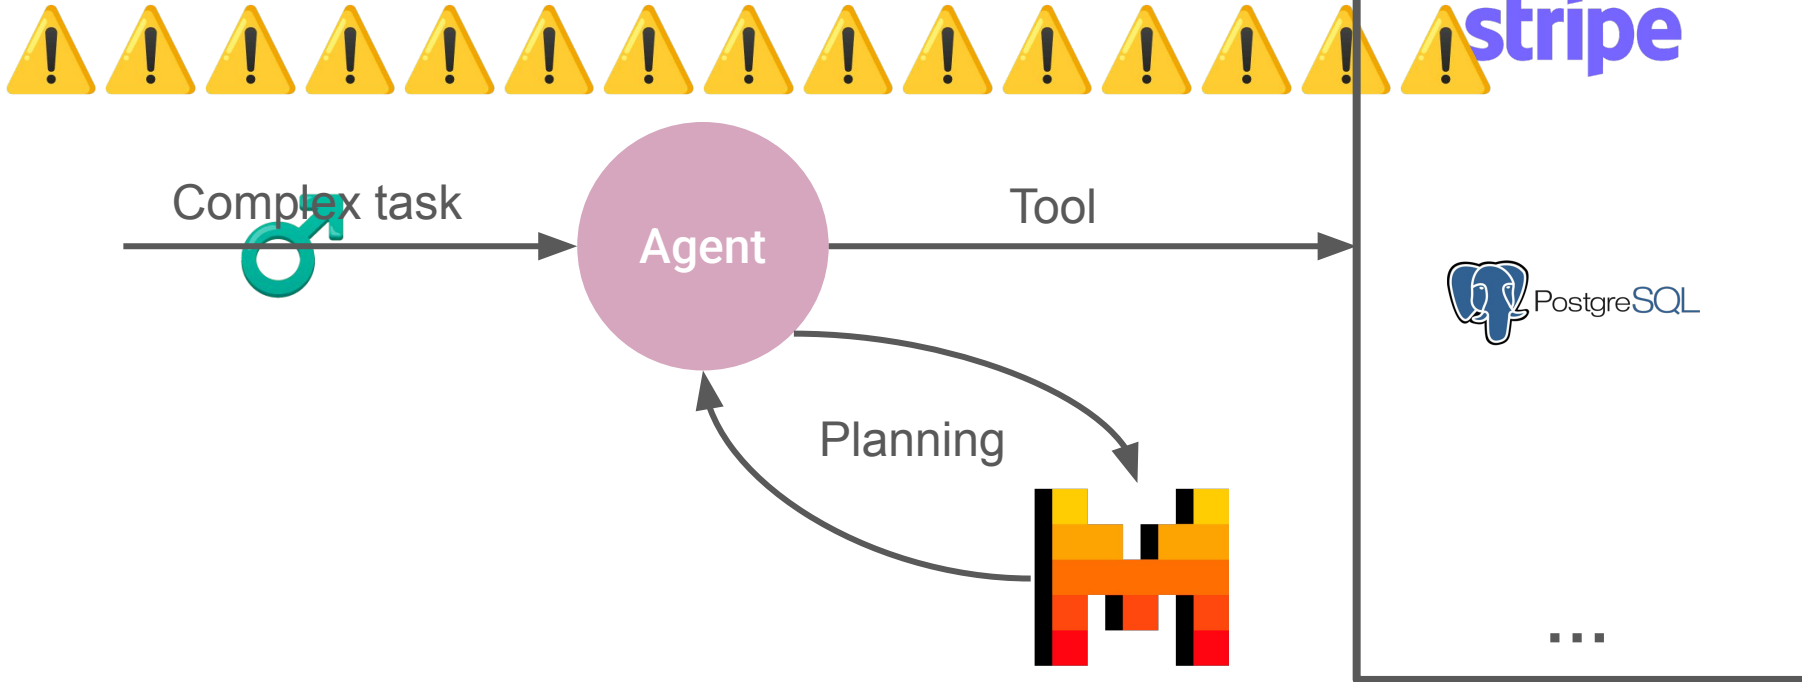 stripe
Complex task
Agent
Tool
PostgreSQL
Planning
...